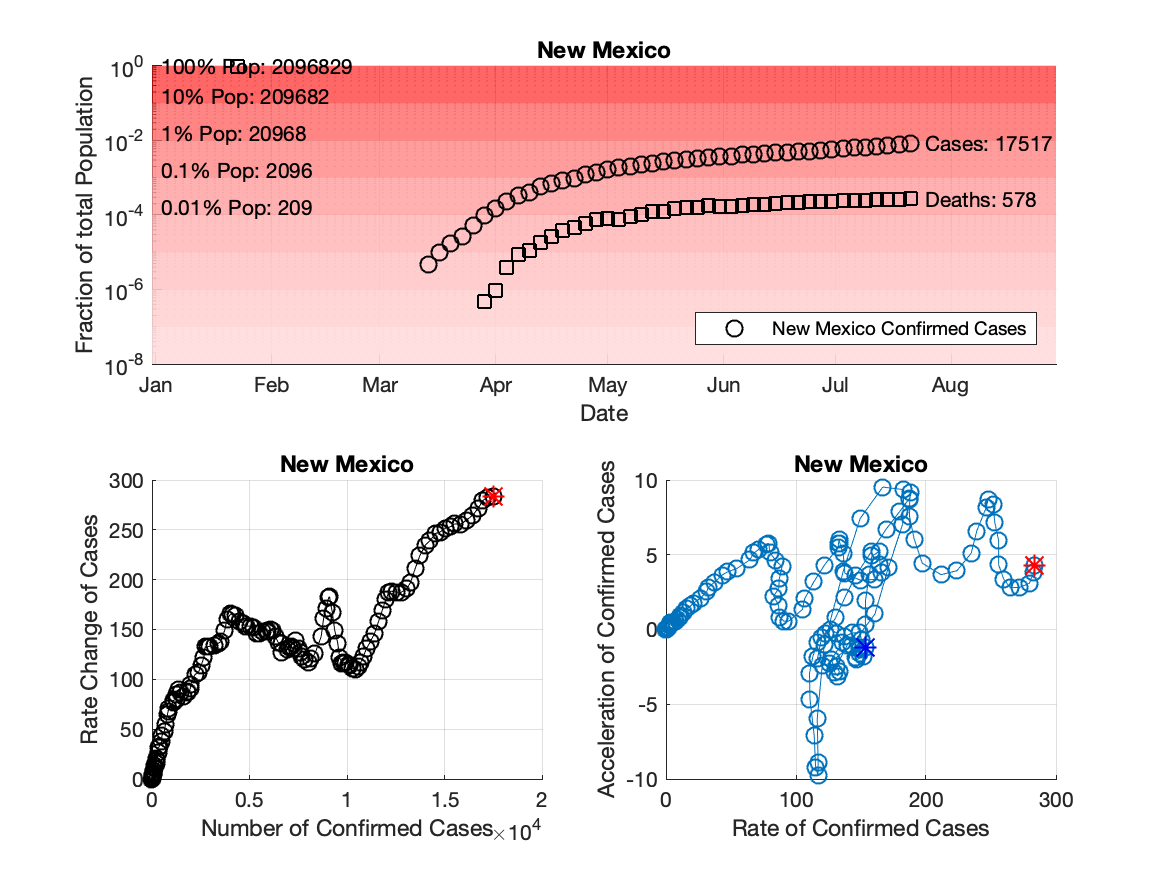 New Mexico
Fraction of total Population
10^0
10^-2
10^-4
10^-6
10^-8
100% Pop: 2096829
10% Pop: 209682
1% Pop: 20968
0.1% Pop: 2096
0.01% Pop: 209
Cases: 17517
Deaths: 578
New Mexico Confirmed Cases
Jan Feb Mar Apr May Jun Jul Aug
Date
New Mexico
Rate Change of Cases
300
250
200
150
100
50
0
0 0.5 1 1.5 2
Number of Confirmed Cases ×10^4
New Mexico
Acceleration of Confirmed Cases
10
5
0
-5
-10
0 100 200 300
Rate of Confirmed Cases